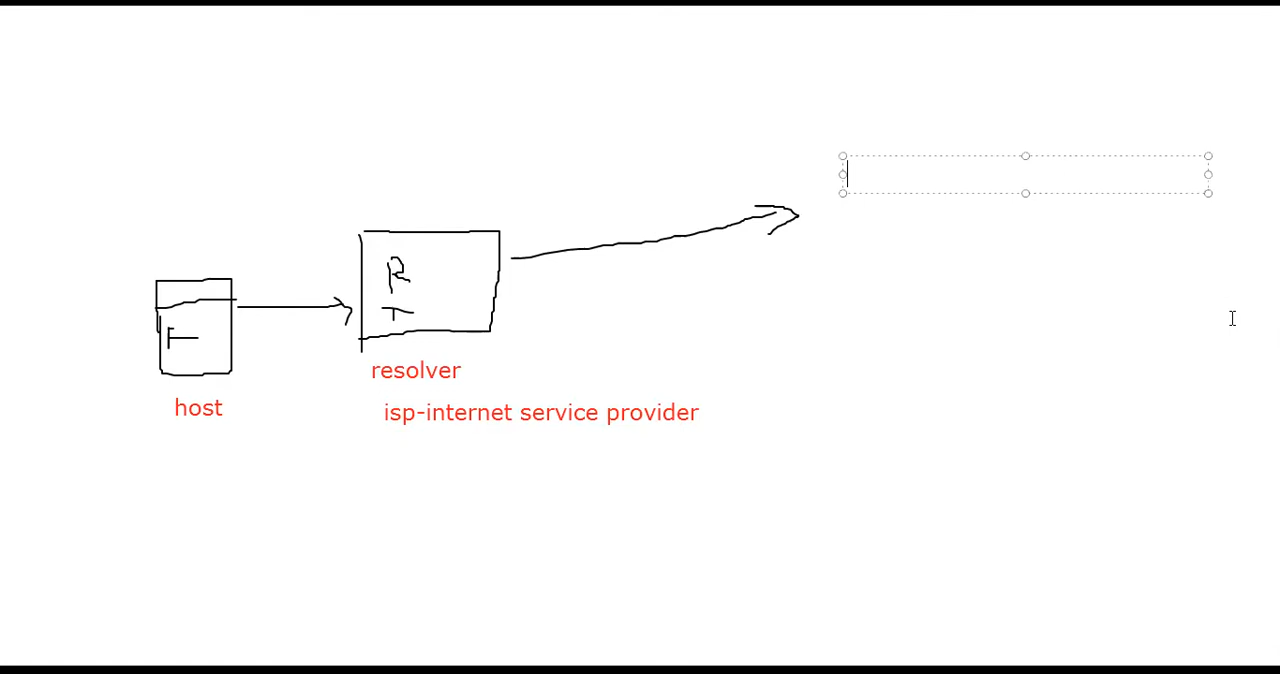 R
T
T
resolver
host
isp-internet service provider